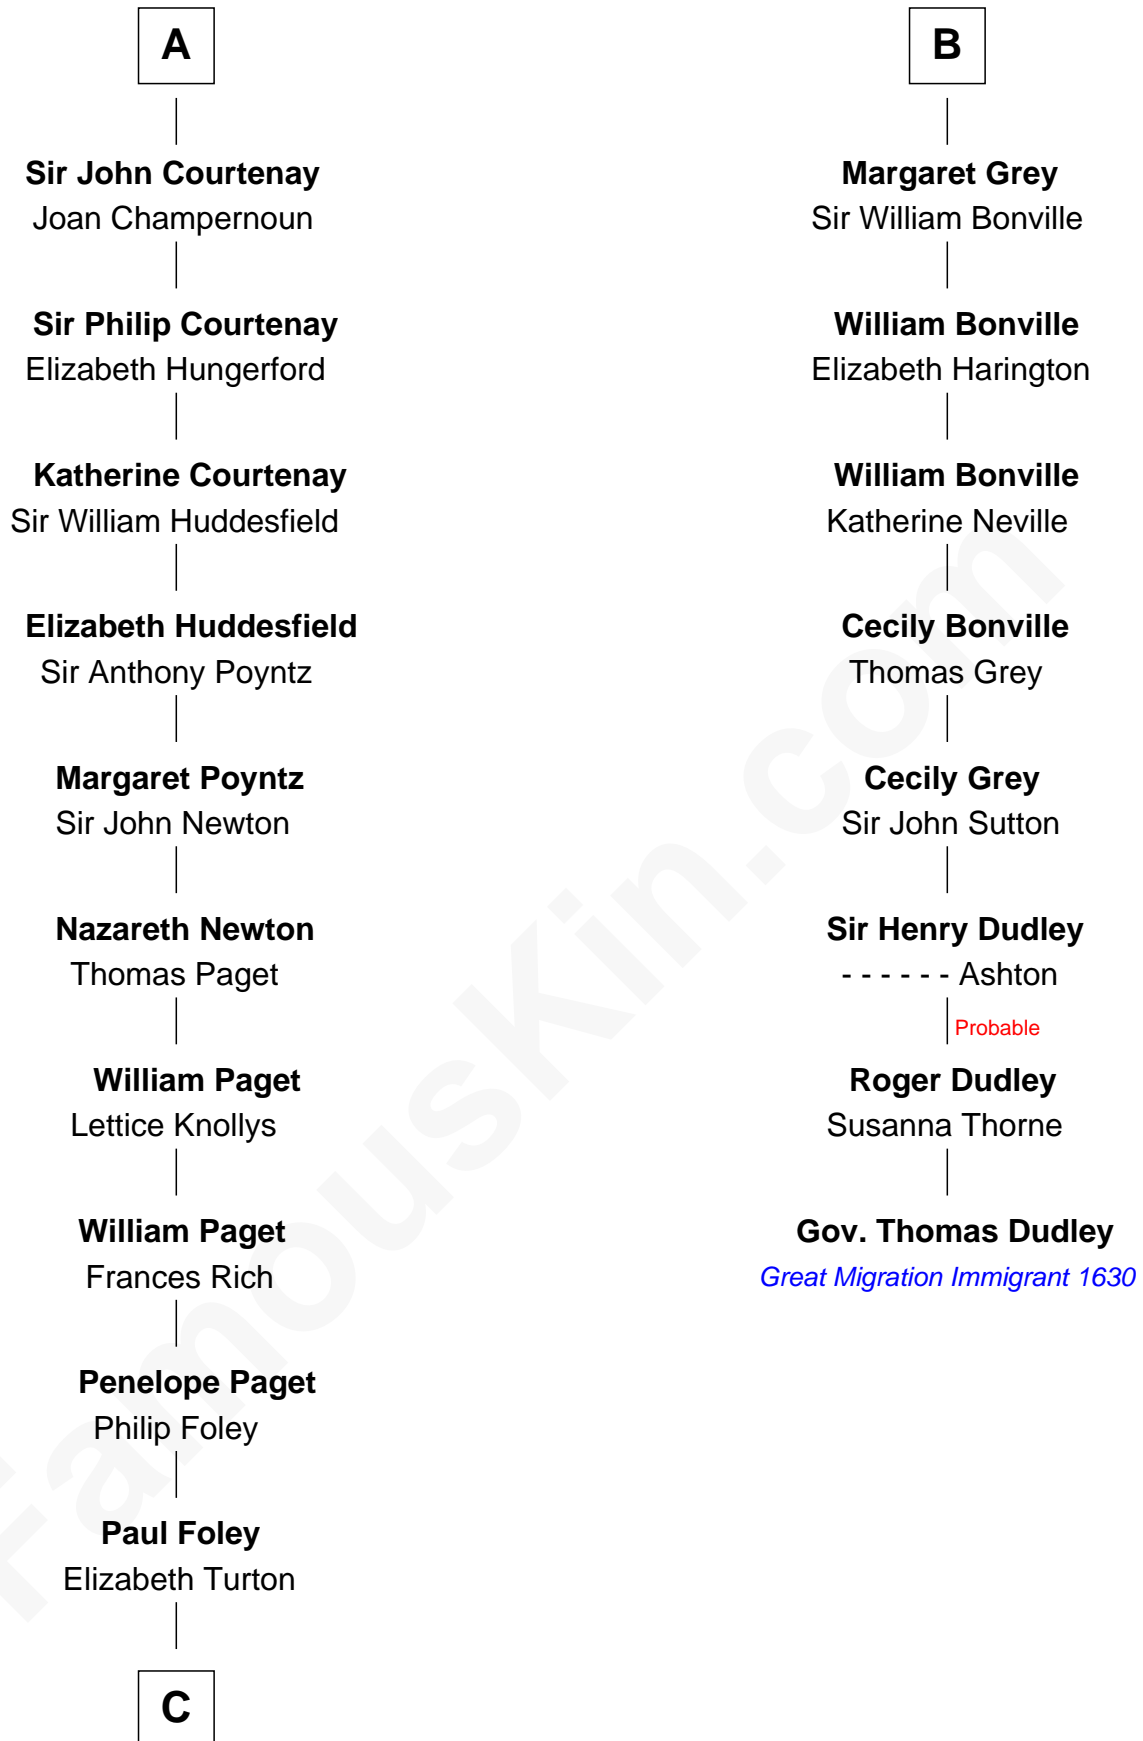 A
Sir John Courtenay
Joan Champernoun
Sir Philip Courtenay
Elizabeth Hungerford
Katherine Courtenay
Sir William Huddesfield
Elizabeth Huddesfield
Sir Anthony Poyntz
Margaret Poyntz
Sir John Newton
Nazareth Newton
Thomas Paget
William Paget
Lettice Knollys
William Paget
Frances Rich
Penelope Paget
Philip Foley
Paul Foley
Elizabeth Turton
C
B
Margaret Grey
Sir William Bonville
William Bonville
Elizabeth Harington
William Bonville
Katherine Neville
Cecily Bonville
Thomas Grey
Cecily Grey
Sir John Sutton
Sir Henry Dudley
- - - - - - Ashton
Probable
Roger Dudley
Susanna Thorne
Gov. Thomas Dudley
Great Migration Immigrant 1630
FamousKin.com